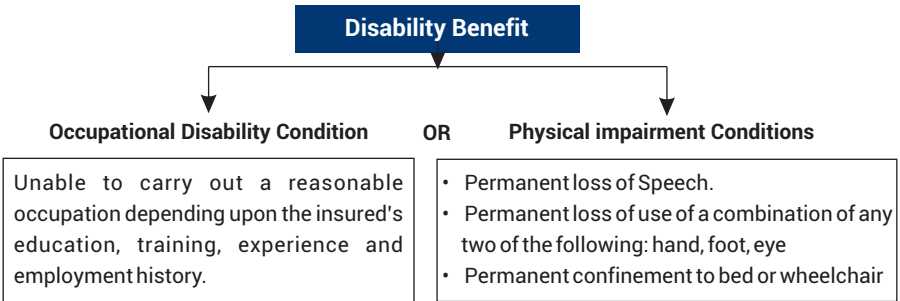 Disability Benefit
Occupational Disability Condition OR Physical impairment Conditions
Unable to carry out a reasonable
occupation depending upon the insured's
education, training, experience and
employment history.
• Permanent loss of Speech.
• Permanent loss of use of a combination of any
two of the following: hand, foot, eye
• Permanent confinement to bed or wheelchair